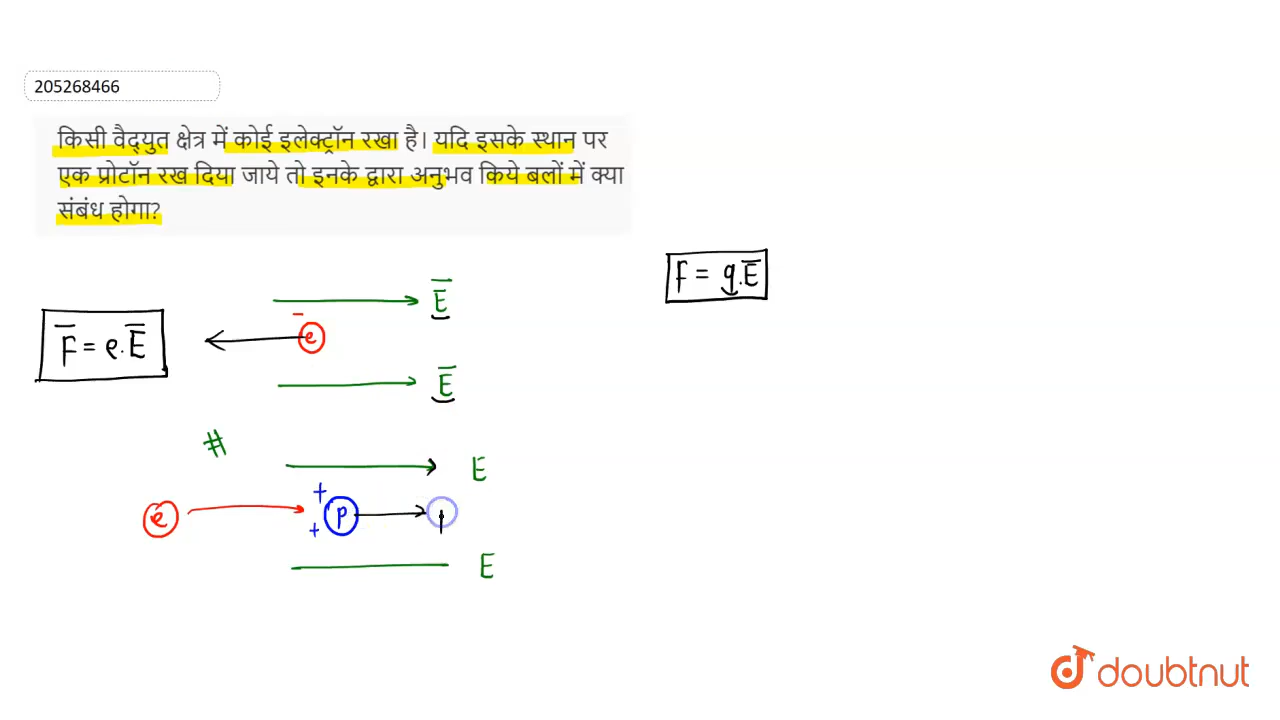 205268466
किसी वैद्युत क्षेत्र में कोई इलेक्ट्रॉन रखा है। यदि इसके स्थान पर
एक प्रोटॉन रख दिया जाये तो इनके द्वारा अनुभव किये बलों में क्या
संबंध होगा?
F = q.E̅
E̅
F̅ = e.E̅
- e
E̅
#
E
e + + p
E
doubtnut